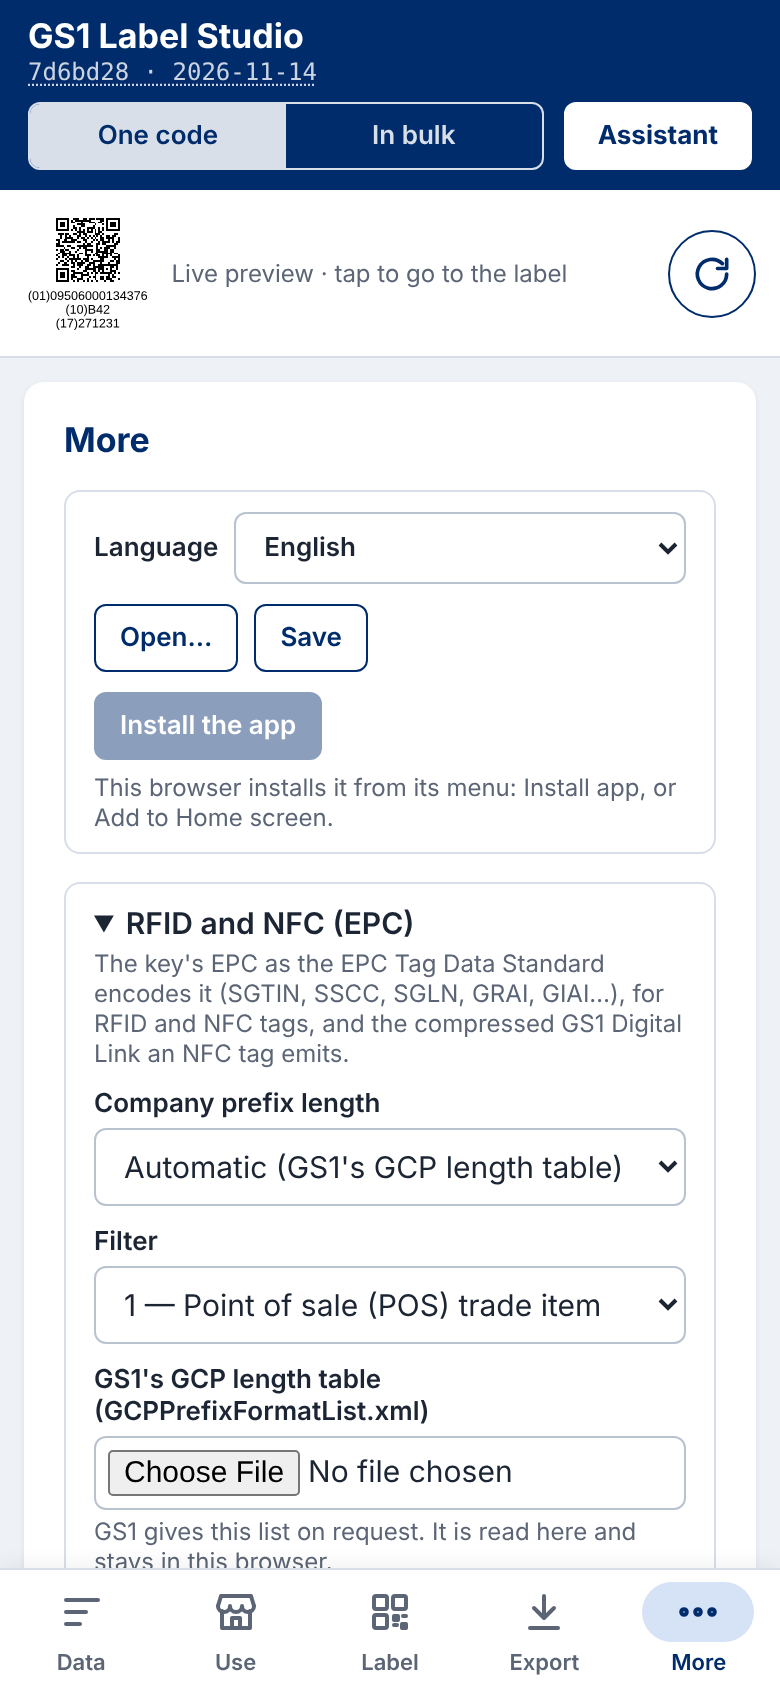 GS1 Label Studio
7d6bd28 · 2026-11-14
One code
In bulk
Assistant
(01)09506000134376
(10)B42
(17)271231
Live preview · tap to go to the label
More
Language
English
Open...
Save
Install the app
This browser installs it from its menu: Install app, or
Add to Home screen.
▼ RFID and NFC (EPC)
The key's EPC as the EPC Tag Data Standard
encodes it (SGTIN, SSCC, SGLN, GRAI, GIAI...), for
RFID and NFC tags, and the compressed GS1 Digital
Link an NFC tag emits.
Company prefix length
Automatic (GS1's GCP length table)
Filter
1 — Point of sale (POS) trade item
GS1's GCP length table
(GCPPrefixFormatList.xml)
Choose File No file chosen
GS1 gives this list on request. It is read here and
stays in this browser.
Data
Use
Label
Export
More